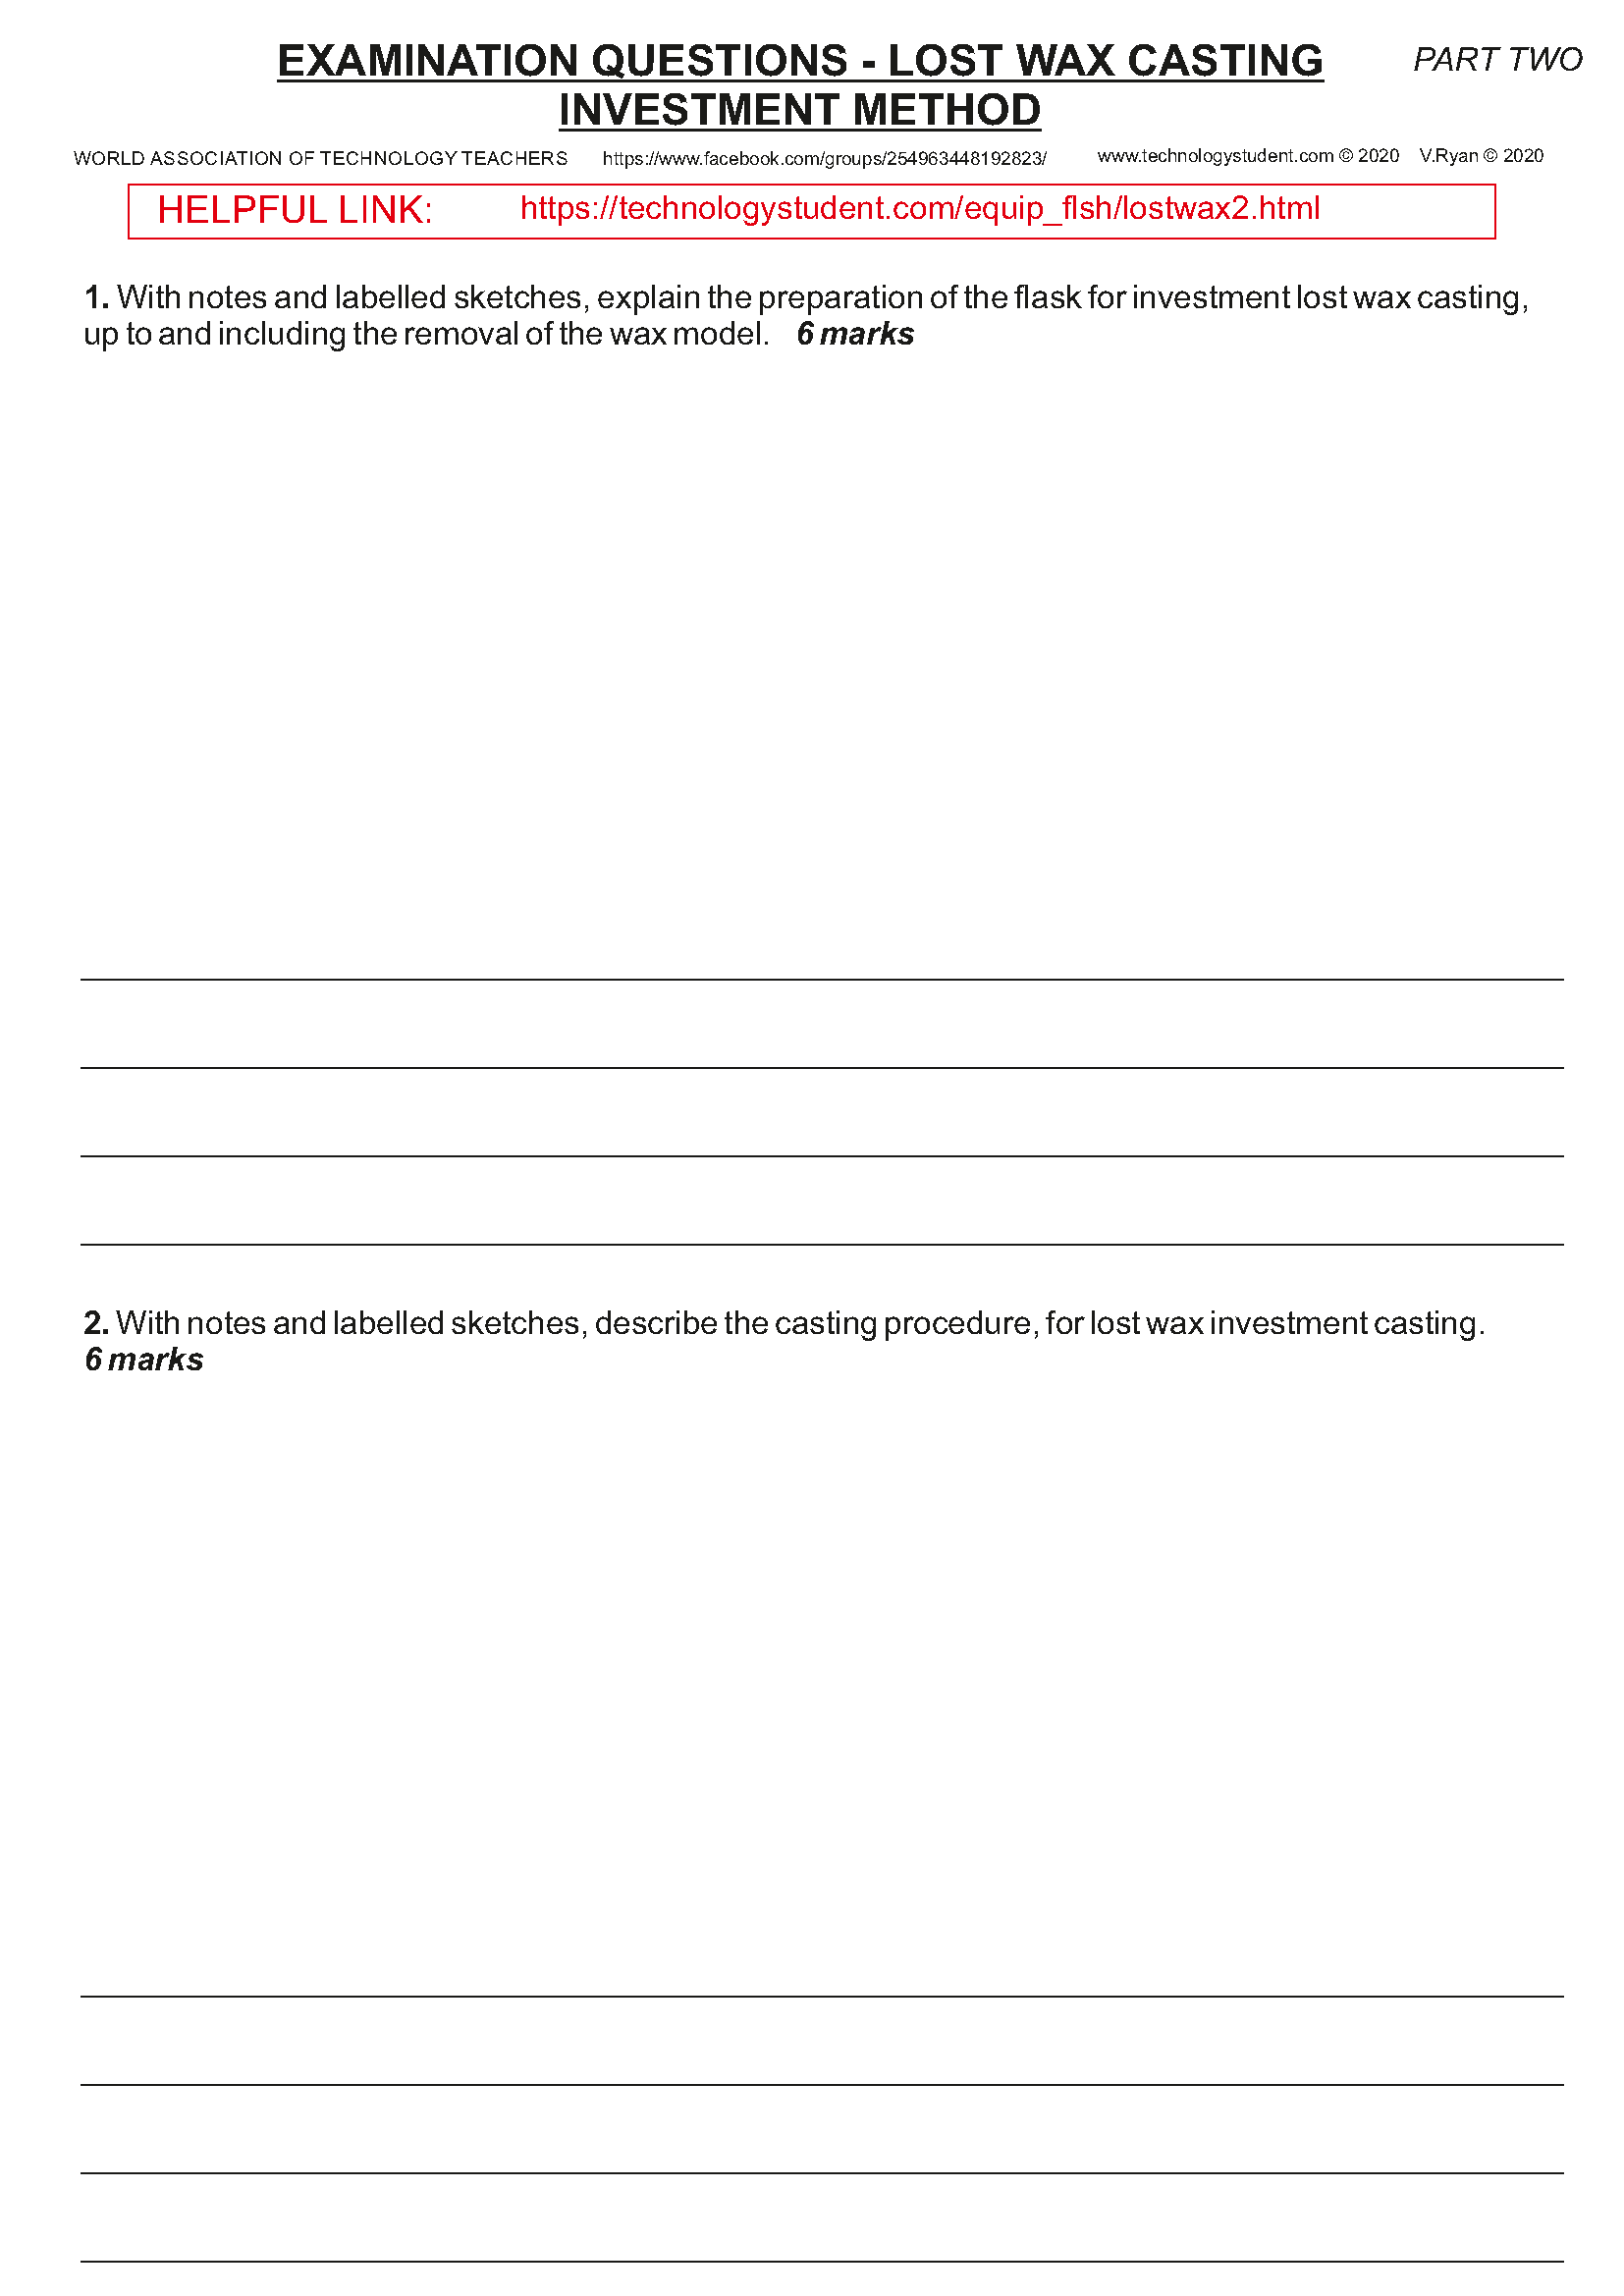 EXAMINATION QUESTIONS - LOST WAX CASTING
INVESTMENT METHOD
PART TWO
WORLD ASSOCIATION OF TECHNOLOGY TEACHERS https://www.facebook.com/groups/254963448192823/ www.technologystudent.com © 2020 V.Ryan © 2020
HELPFUL LINK: https://technologystudent.com/equip_flsh/lostwax2.html
1. With notes and labelled sketches, explain the preparation of the flask for investment lost wax casting,
up to and including the removal of the wax model. 6 marks
2. With notes and labelled sketches, describe the casting procedure, for lost wax investment casting.
6 marks